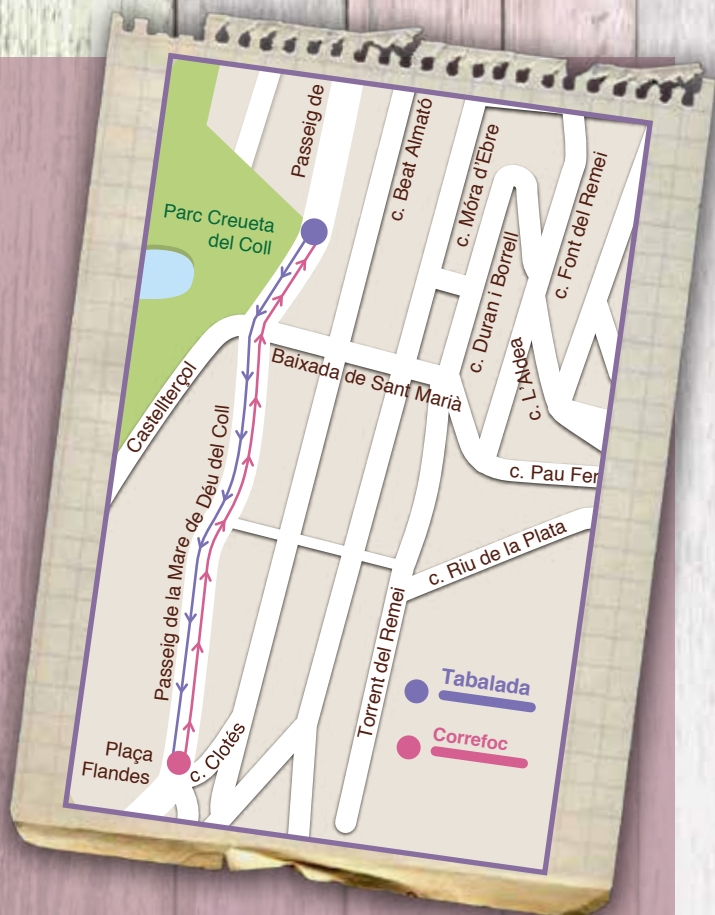 Passeig de
c. Beat Almató
c. Móra d'Ebre
c. Font del Remei
Parc Creueta
del Coll
c. Duran i Borrell
c. L'Aldea
Baixada de Sant Marià
Castellterçol
c. Pau Fer
Passeig de la Mare de Déu del Coll
c. Riu de la Plata
Torrent del Remei
Tabalada
Correfoc
c. Clotés
Plaça
Flandes